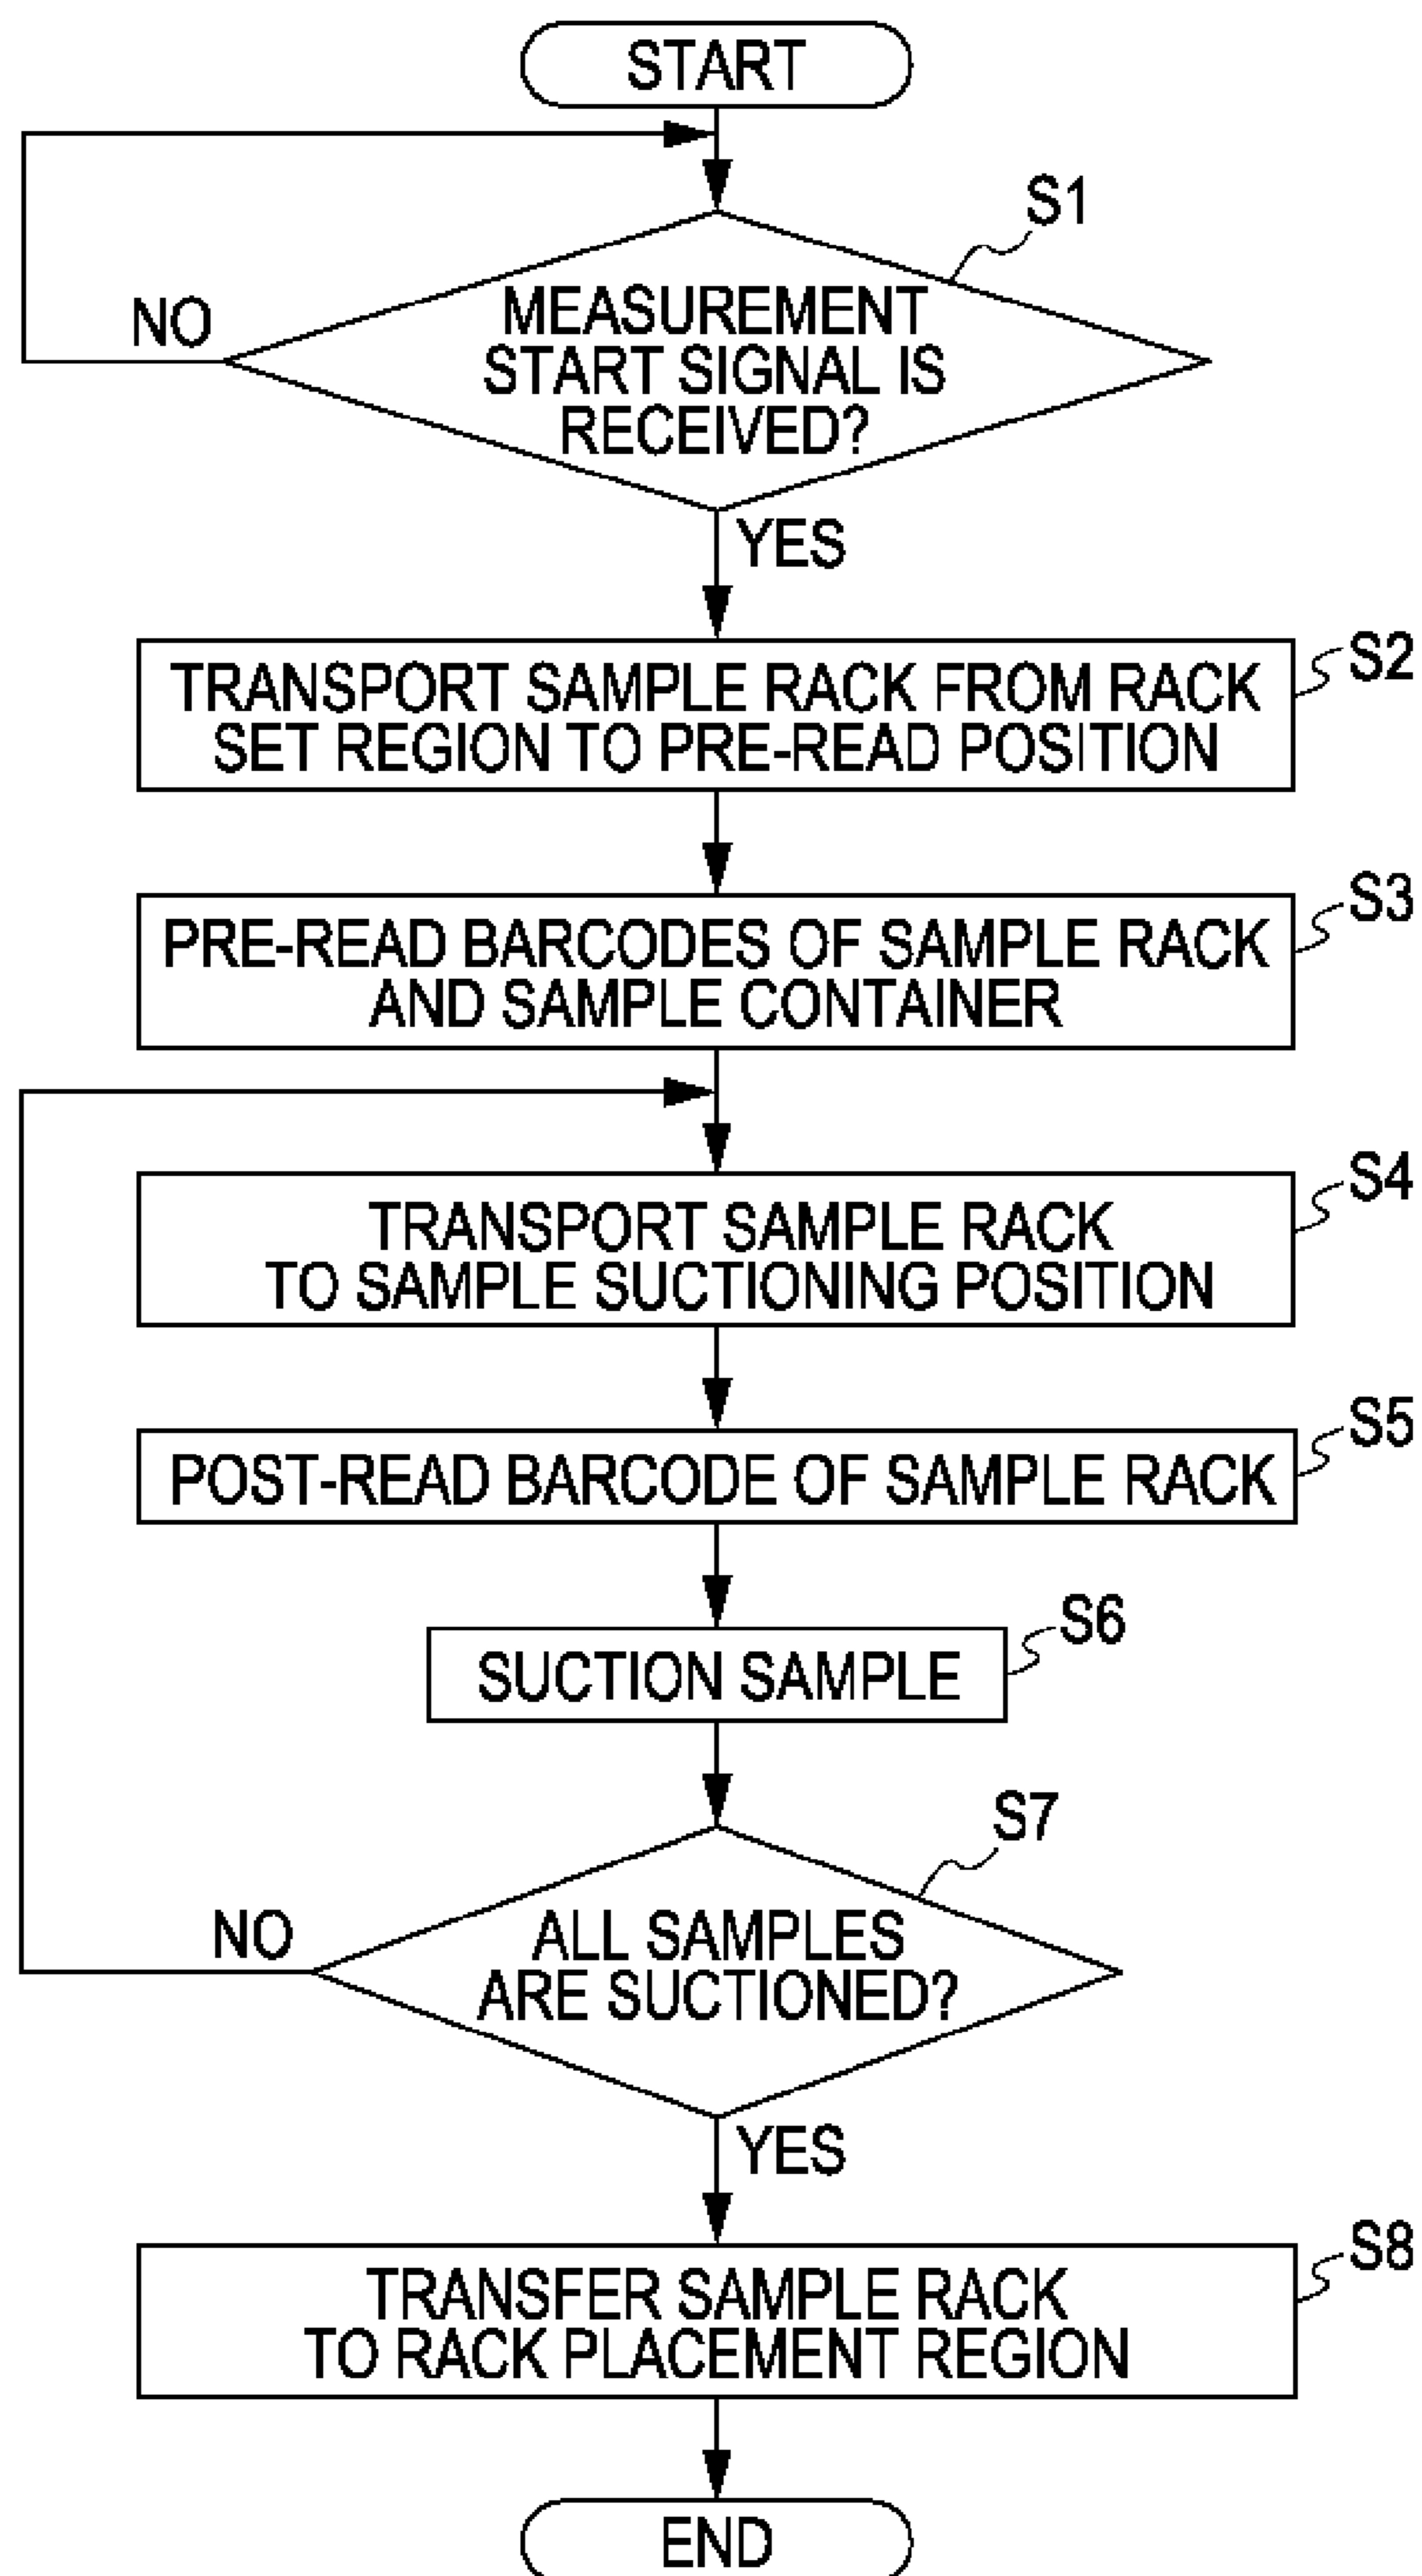 START
S1
MEASUREMENT
START SIGNAL IS
RECEIVED?
NO
YES
S2
TRANSPORT SAMPLE RACK FROM RACK
SET REGION TO PRE-READ POSITION
S3
PRE-READ BARCODES OF SAMPLE RACK
AND SAMPLE CONTAINER
S4
TRANSPORT SAMPLE RACK
TO SAMPLE SUCTIONING POSITION
S5
POST-READ BARCODE OF SAMPLE RACK
S6
SUCTION SAMPLE
S7
ALL SAMPLES
ARE SUCTIONED?
NO
YES
S8
TRANSFER SAMPLE RACK
TO RACK PLACEMENT REGION
END